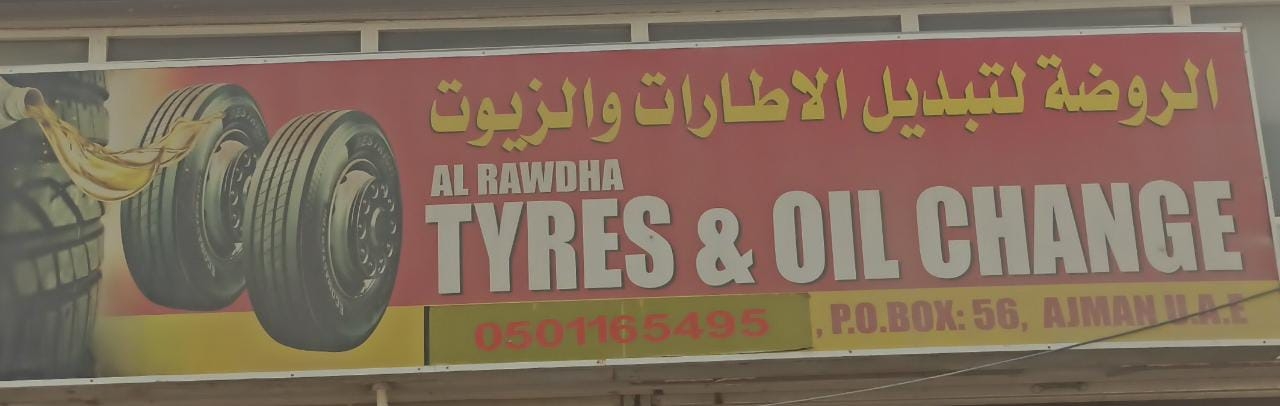 الروضة لتبديل الاطارات والزيوت
AL RAWDHA
TYRES & OIL CHANGE
0501165495 , P.O.BOX: 56, AJMAN U.A.E